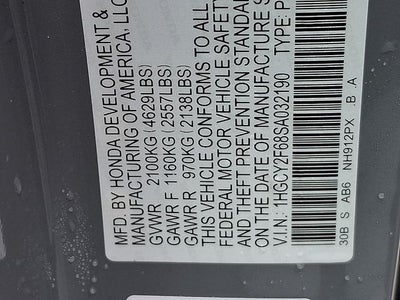 MFD. BY HONDA DEVELOPMENT &
MANUFACTURING OF AMERICA, LLC
GVWR 2100KG (4629LBS)
GAWR F 1160KG (2557LBS)
GAWR R 970KG (2138LBS)
THIS VEHICLE CONFORMS TO ALL
FEDERAL MOTOR VEHICLE SAFETY
AND THEFT PREVENTION STANDAR
ON THE DATE OF MANUFACTURE S
V.I.N: 1HGCY2F68SA032190 TYPE: P
30B S AB6 NH912PX B A